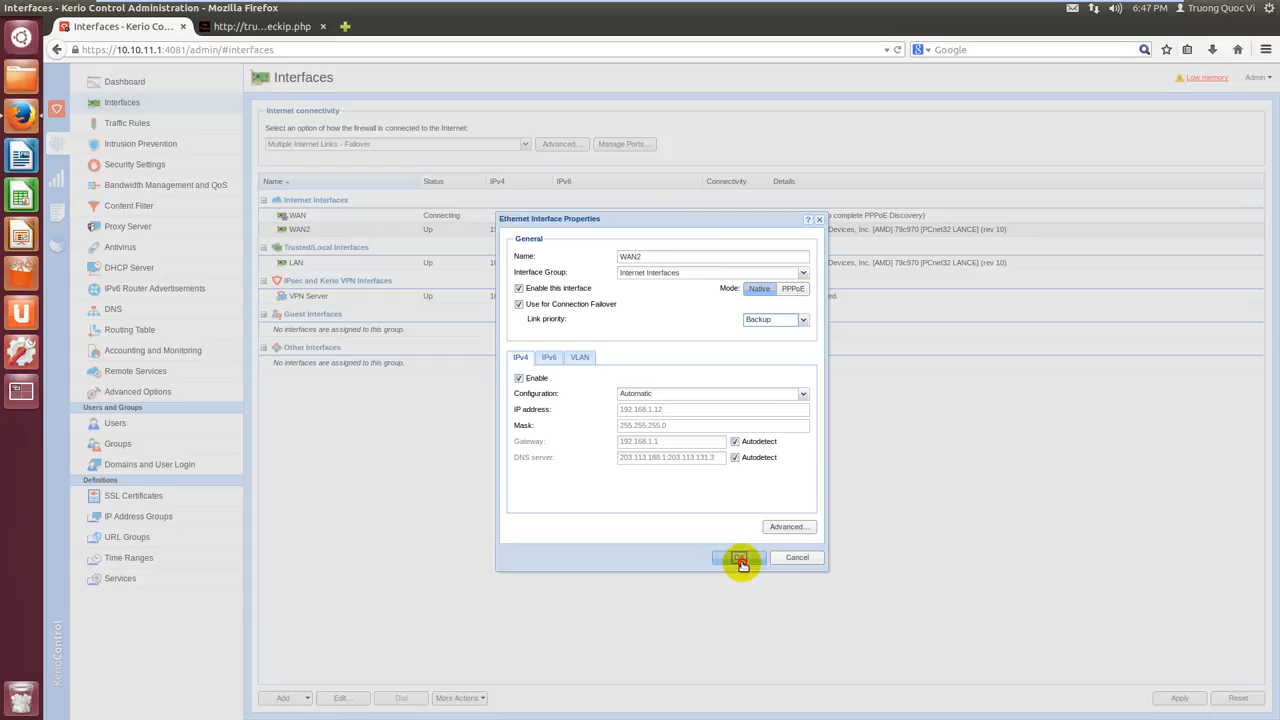 Interfaces - Kerio Control Administration - Mozilla Firefox
6:47 PM
Truong Quoc Vi
Interfaces - Kerio Co...
http://tru...eckip.php
https://10.10.11.1:4081/admin/#interfaces
Google
Dashboard
Interfaces
Traffic Rules
Intrusion Prevention
Security Settings
Bandwidth Management and QoS
Content Filter
Proxy Server
Antivirus
DHCP Server
IPv6 Router Advertisements
DNS
Routing Table
Accounting and Monitoring
Remote Services
Advanced Options
Users and Groups
Users
Groups
Domains and User Login
Definitions
SSL Certificates
IP Address Groups
URL Groups
Time Ranges
Services
KerioControl
Interfaces
Low memory
Admin
Internet connectivity
Select an option of how the firewall is connected to the Internet:
Multiple Internet Links - Failover
Advanced...
Manage Ports...
Name
Status
IPv4
IPv6
Connectivity
Details
Internet Interfaces
WAN
Connecting
o complete PPPoE Discovery)
WAN2
Up
Devices, Inc. [AMD] 79c970 [PCnet32 LANCE] (rev 10)
Trusted/Local Interfaces
LAN
Up
Devices, Inc. [AMD] 79c970 [PCnet32 LANCE] (rev 10)
IPsec and Kerio VPN Interfaces
VPN Server
Up
Guest Interfaces
No interfaces are assigned to this group.
Other Interfaces
No interfaces are assigned to this group.
Ethernet Interface Properties
General
Name:
WAN2
Interface Group:
Internet Interfaces
Enable this interface
Mode:
Native
PPPoE
Use for Connection Failover
Link priority:
Backup
IPv4
IPv6
VLAN
Enable
Configuration:
Automatic
IP address:
192.168.1.12
Mask:
255.255.255.0
Gateway:
192.168.1.1
Autodetect
DNS server:
203.113.188.1;203.113.131.3
Autodetect
Advanced...
Cancel
Add
Edit...
More Actions
Apply
Reset